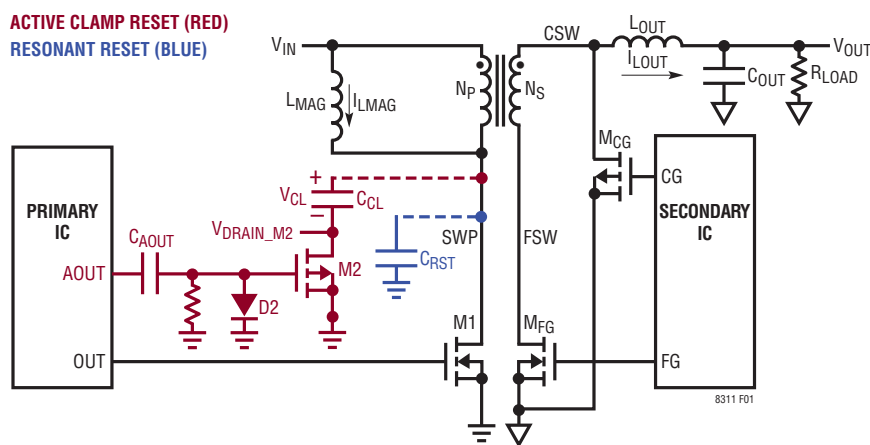 ACTIVE CLAMP RESET (RED)
RESONANT RESET (BLUE)
VIN
CSW
LOUT
VOUT
ILOUT
COUT
RLOAD
LMAG
ILMAG
NP
NS
MCG
CG
+
VCL
CCL
–
PRIMARY
IC
SECONDARY
IC
CAOUT
VDRAIN_M2
SWP
FSW
AOUT
M2
CRST
D2
M1
MFG
OUT
FG
8311 F01